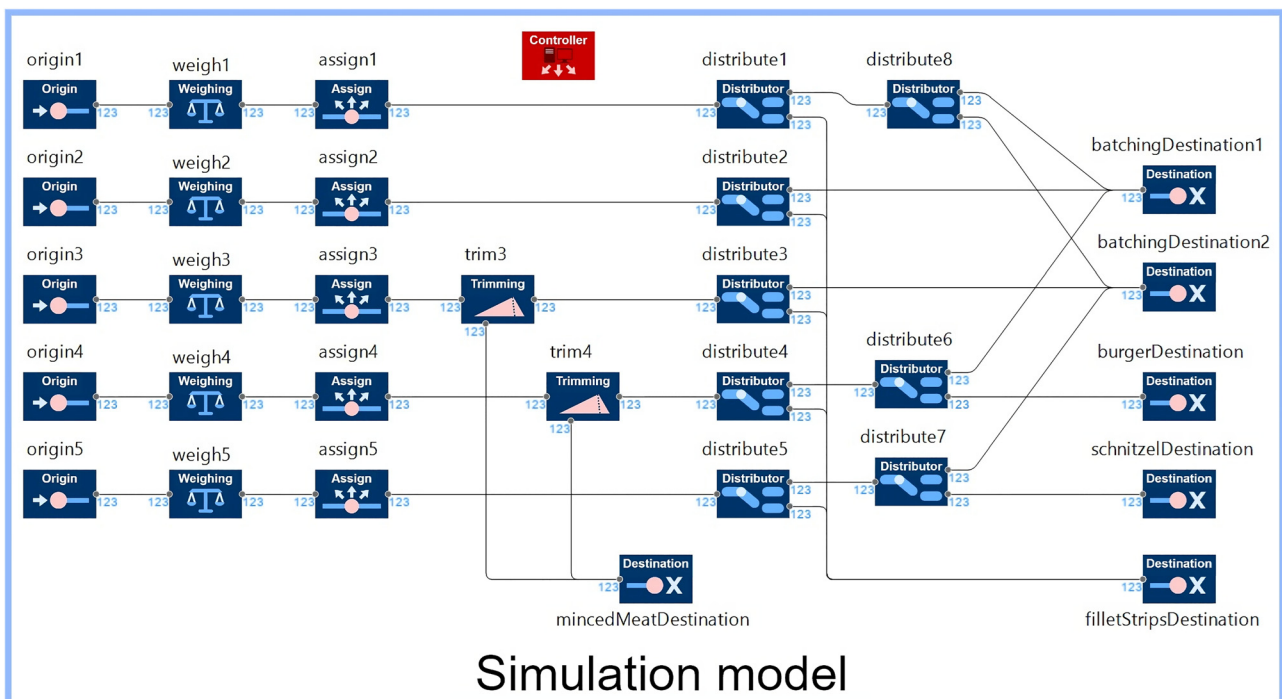 Controller
origin1 weigh1 assign1 distribute1 distribute8
Origin Weighing Assign Distributor Distributor
123 123 123 123 123 123 123 123 123 123 123
batchingDestination1
Destination
123
origin2 weigh2 assign2 distribute2
Origin Weighing Assign Distributor
123 123 123 123 123 123 123 123
batchingDestination2
Destination
123
origin3 weigh3 assign3 trim3 distribute3
Origin Weighing Assign Trimming Distributor
123 123 123 123 123 123 123 123 123 123 123
origin4 weigh4 assign4 trim4 distribute4 distribute6 burgerDestination
Origin Weighing Assign Trimming Distributor Distributor Destination
123 123 123 123 123 123 123 123 123 123 123 123 123 123 123
origin5 weigh5 assign5 distribute5 distribute7 schnitzelDestination
Origin Weighing Assign Distributor Distributor Destination
123 123 123 123 123 123 123 123 123 123 123 123
Destination Destination
123 123
mincedMeatDestination filletStripsDestination
Simulation model